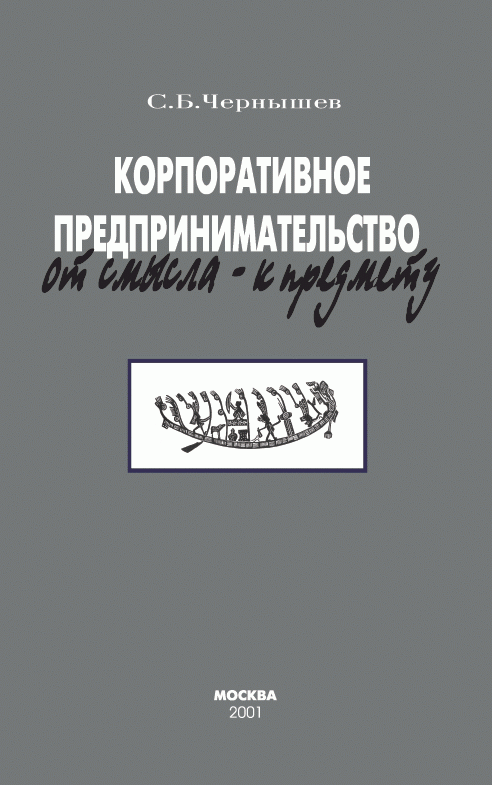 С.Б.Чернышев
КОРПОРАТИВНОЕ
ПРЕДПРИНИМАТЕЛЬСТВО
от смысла - к предмету
МОСКВА
2001